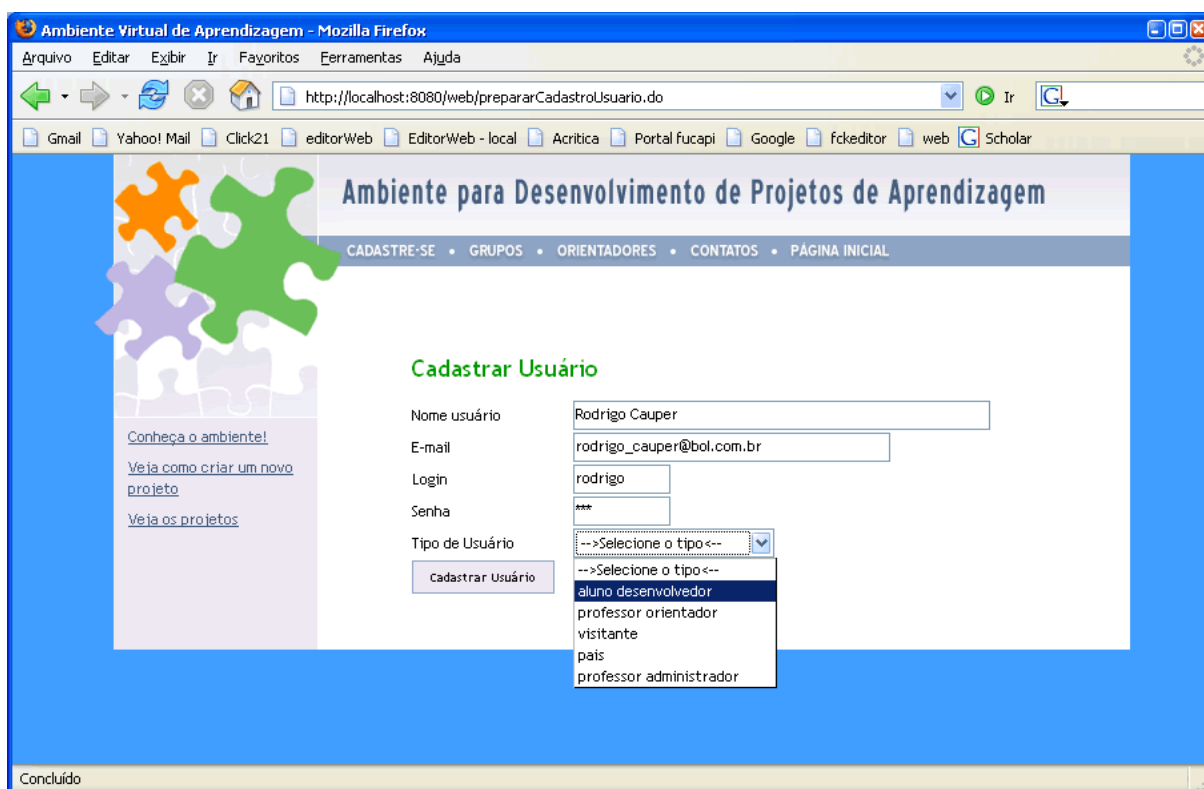 Ambiente Virtual de Aprendizagem - Mozilla Firefox
Arquivo Editar Exibir Ir Favoritos Ferramentas Ajuda
http://localhost:8080/web/prepararCadastroUsuario.do Ir G
Gmail Yahoo! Mail Click21 editorWeb EditorWeb - local Acritica Portal fucapi Google fckeditor web G Scholar
Ambiente para Desenvolvimento de Projetos de Aprendizagem
CADASTRE-SE • GRUPOS • ORIENTADORES • CONTATOS • PÁGINA INICIAL
Conheça o ambiente!
Veja como criar um novo
projeto
Veja os projetos
Cadastrar Usuário
Nome usuário Rodrigo Cauper
E-mail rodrigo_cauper@bol.com.br
Login rodrigo
Senha ***
Tipo de Usuário -->Selecione o tipo<--
-->Selecione o tipo<--
aluno desenvolvedor
professor orientador
visitante
pais
professor administrador
Cadastrar Usuário
Concluído